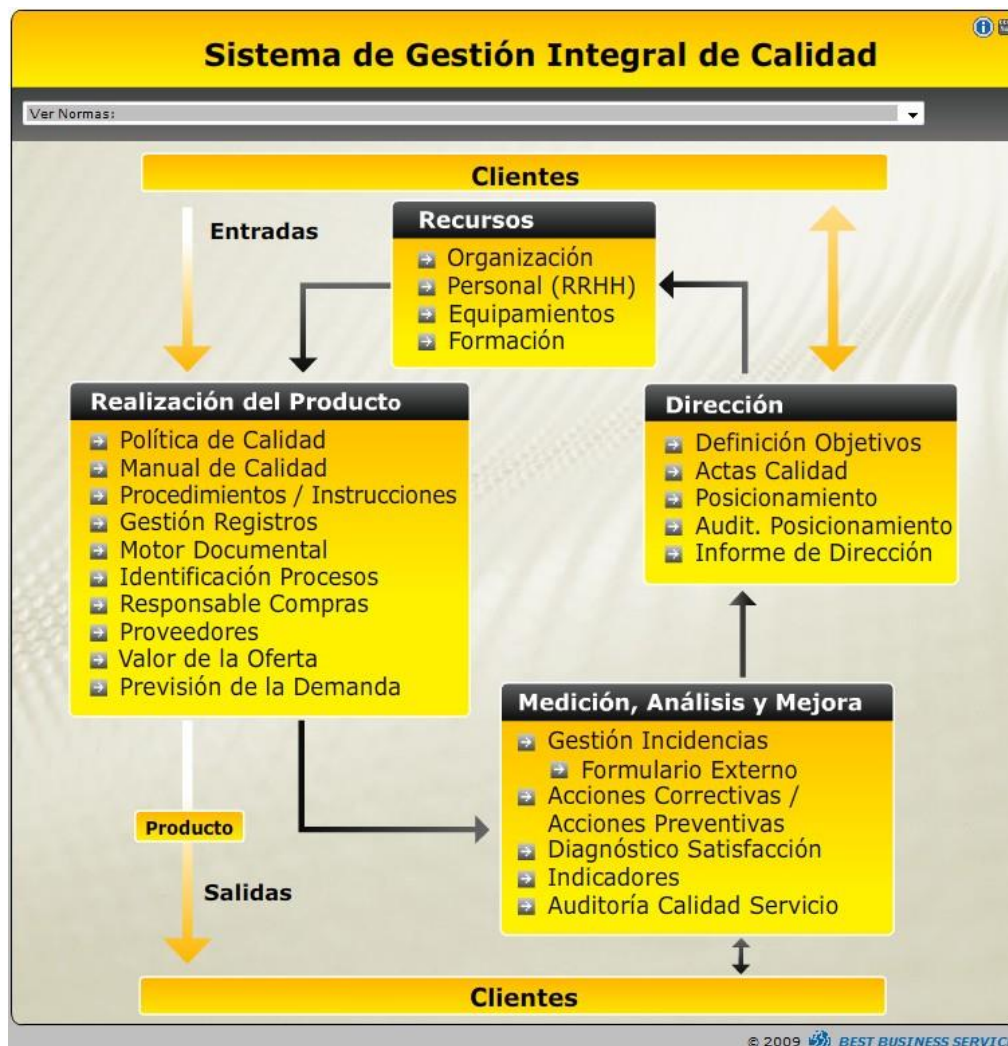 Sistema de Gestión Integral de Calidad
Ver Normas:
Clientes
Entradas
Recursos
Organización
Personal (RRHH)
Equipamientos
Formación
Realización del Producto
Política de Calidad
Manual de Calidad
Procedimientos / Instrucciones
Gestión Registros
Motor Documental
Identificación Procesos
Responsable Compras
Proveedores
Valor de la Oferta
Previsión de la Demanda
Dirección
Definición Objetivos
Actas Calidad
Posicionamiento
Audit. Posicionamiento
Informe de Dirección
Medición, Análisis y Mejora
Gestión Incidencias
Formulario Externo
Acciones Correctivas /
Acciones Preventivas
Diagnóstico Satisfacción
Indicadores
Auditoría Calidad Servicio
Producto
Salidas
Clientes
© 2009 BEST BUSINESS SERVIC